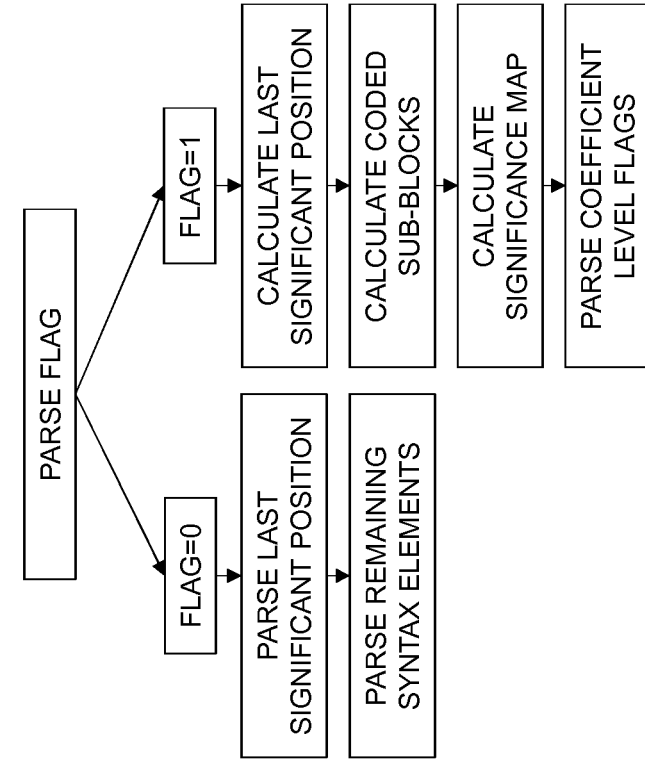 PARSE FLAG
FLAG=0
PARSE LAST
SIGNIFICANT POSITION
PARSE REMAINING
SYNTAX ELEMENTS
FLAG=1
CALCULATE LAST
SIGNIFICANT POSITION
CALCULATE CODED
SUB-BLOCKS
CALCULATE
SIGNIFICANCE MAP
PARSE COEFFICIENT
LEVEL FLAGS